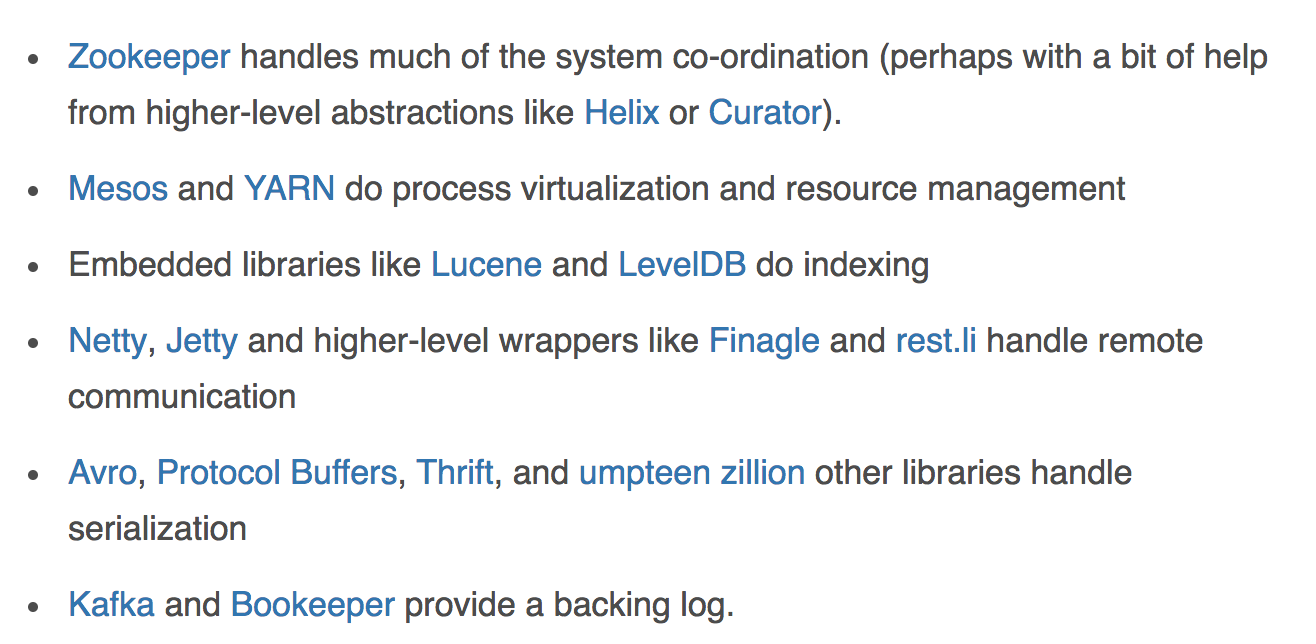 • Zookeeper handles much of the system co-ordination (perhaps with a bit of help
from higher-level abstractions like Helix or Curator).
• Mesos and YARN do process virtualization and resource management
• Embedded libraries like Lucene and LevelDB do indexing
• Netty, Jetty and higher-level wrappers like Finagle and rest.li handle remote
communication
• Avro, Protocol Buffers, Thrift, and umpteen zillion other libraries handle
serialization
• Kafka and Bookeeper provide a backing log.